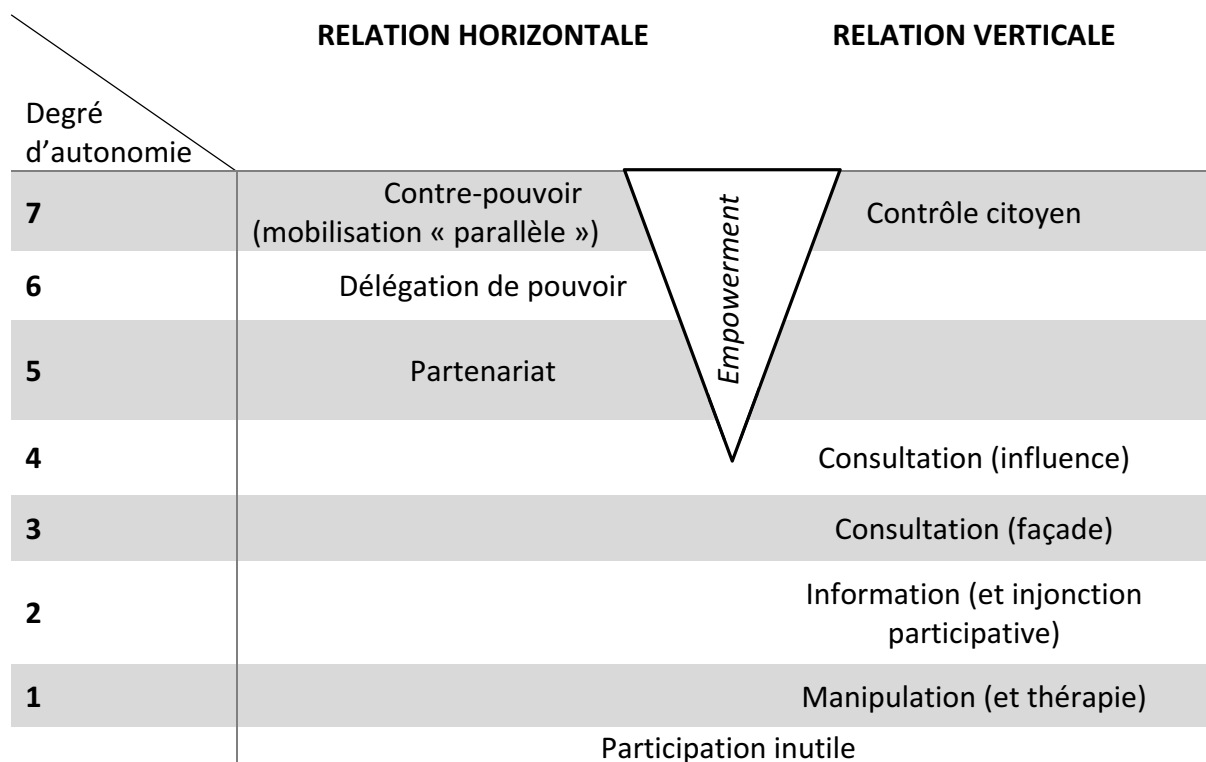 RELATION HORIZONTALE
RELATION VERTICALE
Degré
d’autonomie
7
Contre-pouvoir
(mobilisation « parallèle »)
Empowerment
Contrôle citoyen
6
Délégation de pouvoir
5
Partenariat
4
Consultation (influence)
3
Consultation (façade)
2
Information (et injonction
participative)
1
Manipulation (et thérapie)
Participation inutile